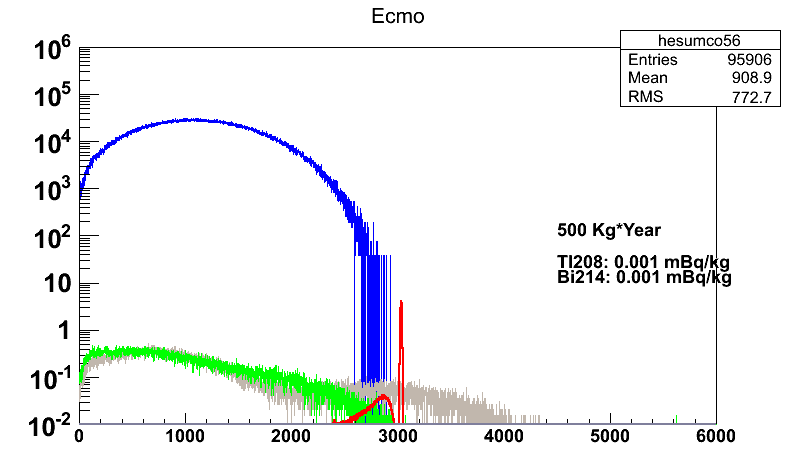 Ecmo
hesumco56
Entries 95906
Mean 908.9
RMS 772.7
10^6
10^5
10^4
10^3
10^2
10
1
10^-1
10^-2
500 Kg*Year
Tl208: 0.001 mBq/kg
Bi214: 0.001 mBq/kg
0 1000 2000 3000 4000 5000 6000